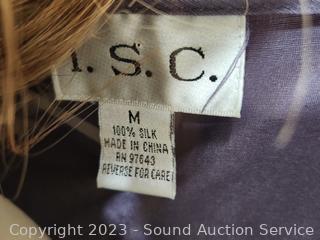 I. S. C.
M
100% SILK
MADE IN CHINA
RN 97643
REVERSE FOR CARE
Copyright © 2023 - Sound Auction Service